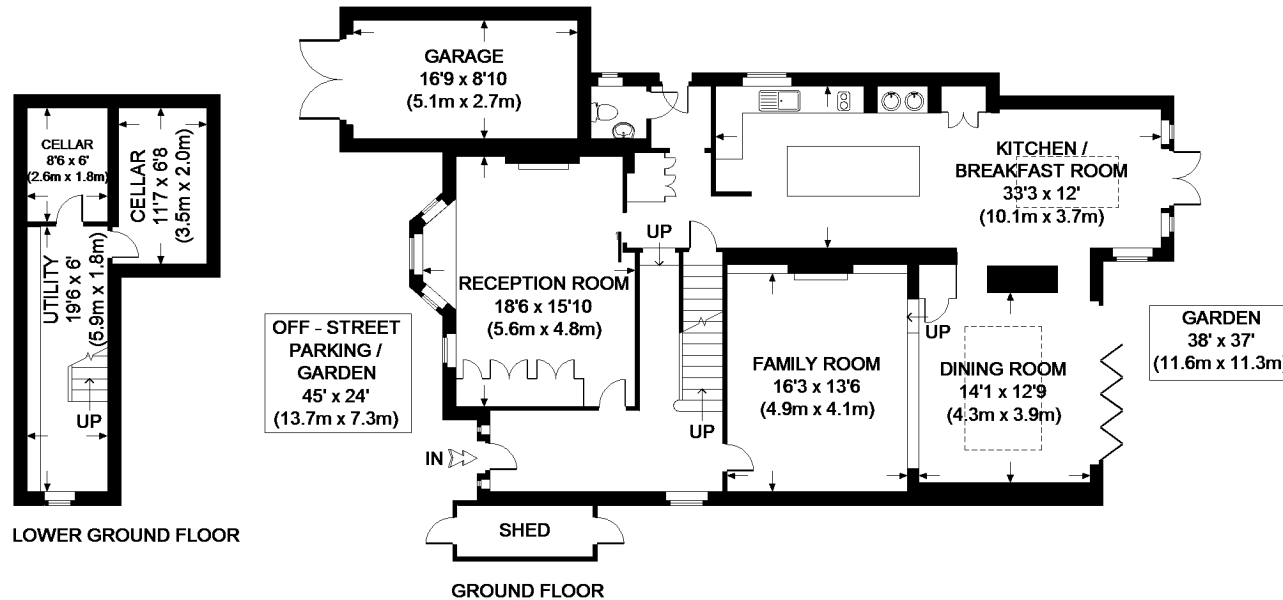 GARAGE
16'9 x 8'10
(5.1m x 2.7m)
CELLAR
8'6 x 6'
(2.6m x 1.8m)
CELLAR
11'7 x 6'8
(3.5m x 2.0m)
UTILITY
19'6 x 6'
(5.9m x 1.8m)
UP
LOWER GROUND FLOOR
KITCHEN /
BREAKFAST ROOM
33'3 x 12'
(10.1m x 3.7m)
UP
RECEPTION ROOM
18'6 x 15'10
(5.6m x 4.8m)
OFF - STREET
PARKING /
GARDEN
45' x 24'
(13.7m x 7.3m)
FAMILY ROOM
16'3 x 13'6
(4.9m x 4.1m)
UP
DINING ROOM
14'1 x 12'9
(4.3m x 3.9m)
GARDEN
38' x 37'
(11.6m x 11.3m)
UP
IN
SHED
GROUND FLOOR